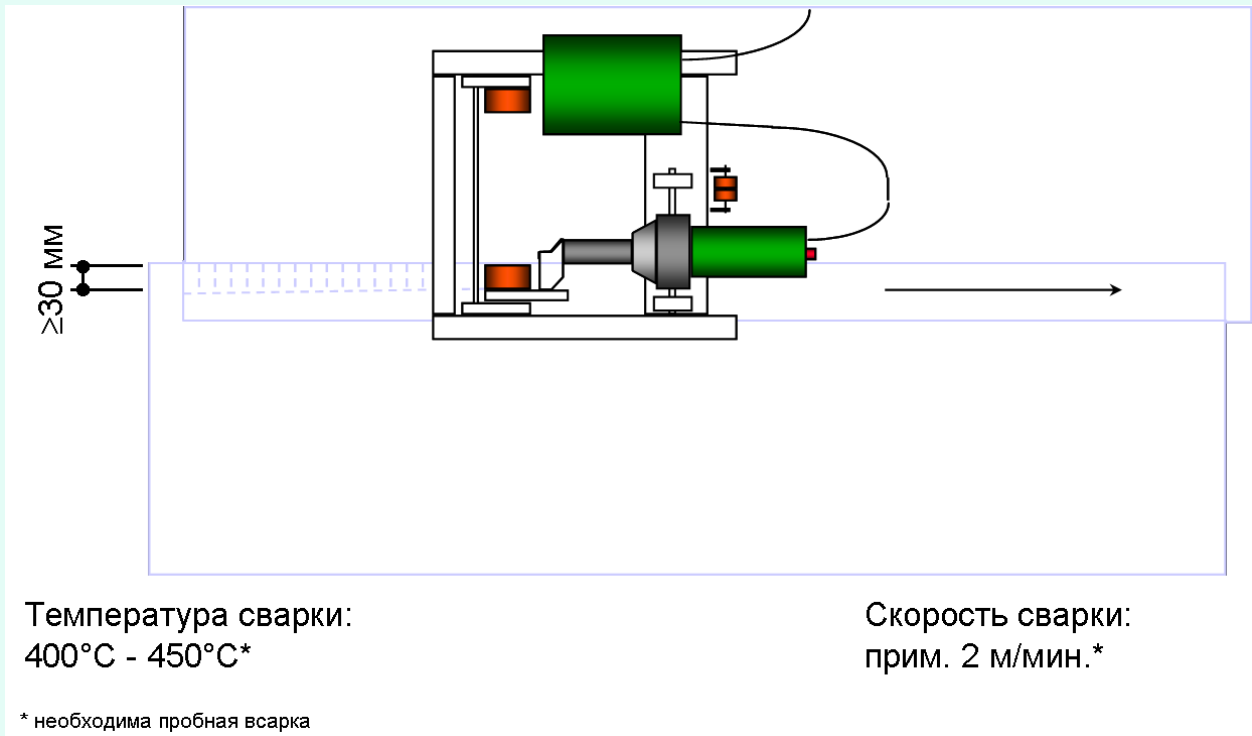 ≥30 мм
Температура сварки:
400°C - 450°C*
Скорость сварки:
прим. 2 м/мин.*
* необходима пробная всарка